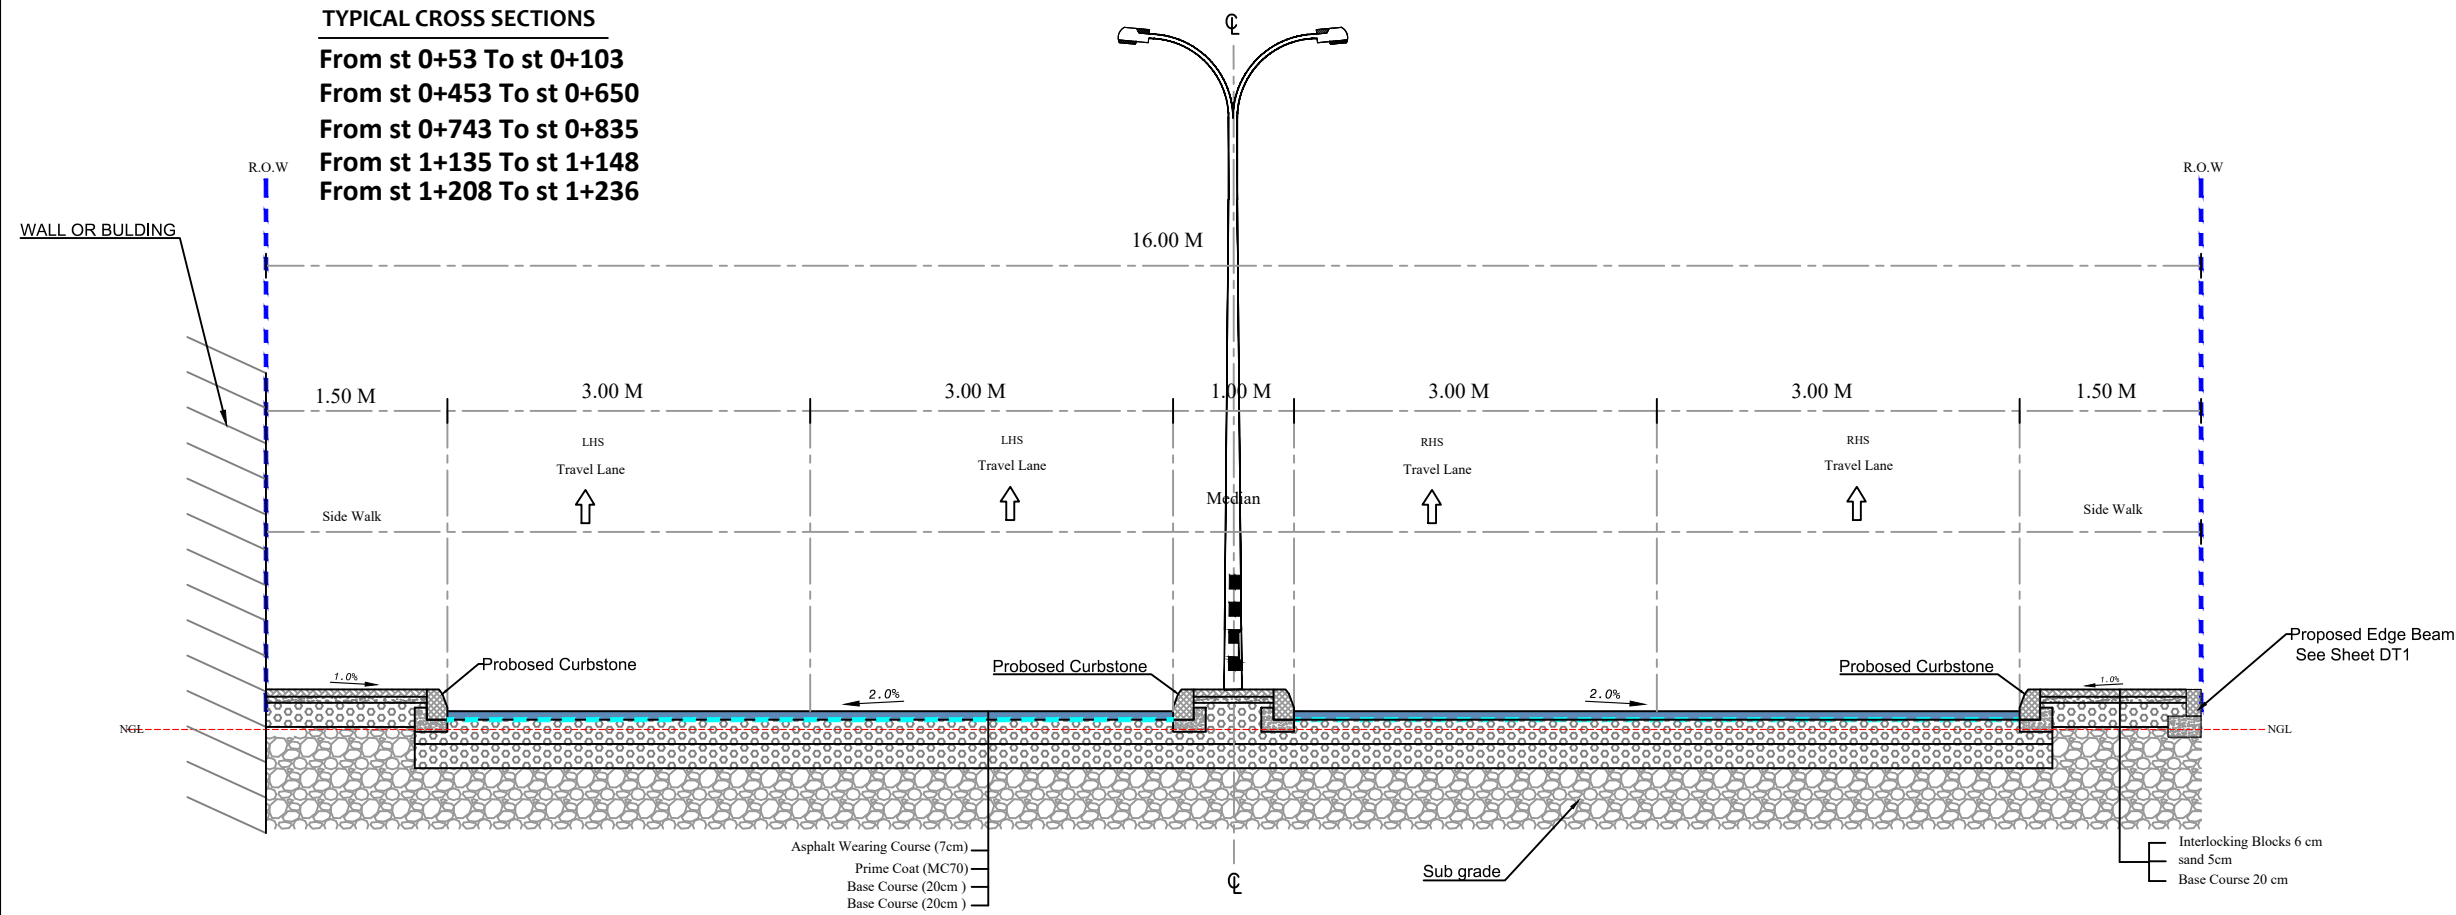 TYPICAL CROSS SECTIONS
From st 0+53 To st 0+103
From st 0+453 To st 0+650
From st 0+743 To st 0+835
From st 1+135 To st 1+148
From st 1+208 To st 1+236
℄
R.O.W
R.O.W
WALL OR BULDING
16.00 M
1.50 M
3.00 M
3.00 M
1.00 M
3.00 M
3.00 M
1.50 M
LHS
Travel Lane
LHS
Travel Lane
RHS
Travel Lane
RHS
Travel Lane
Side Walk
Median
Side Walk
Probosed Curbstone
Probosed Curbstone
Probosed Curbstone
Proposed Edge Beam
See Sheet DT1
1.0%
2.0%
2.0%
1.0%
NGL
NGL
Asphalt Wearing Course (7cm)
Prime Coat (MC70)
Base Course (20cm )
Base Course (20cm )
℄
Sub grade
Interlocking Blocks 6 cm
sand 5cm
Base Course 20 cm